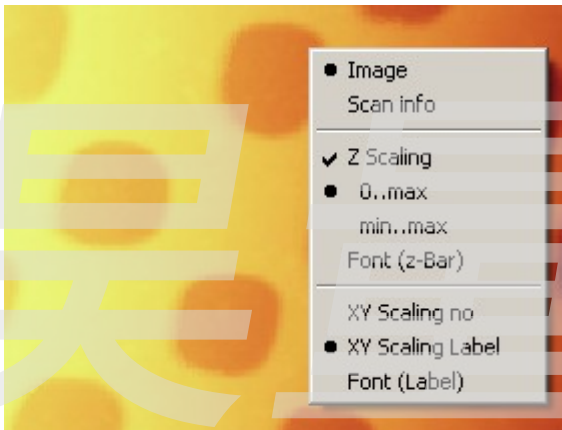 Image
Scan info
Z Scaling
0..max
min..max
Font (z-Bar)
XY Scaling no
XY Scaling Label
Font (Label)